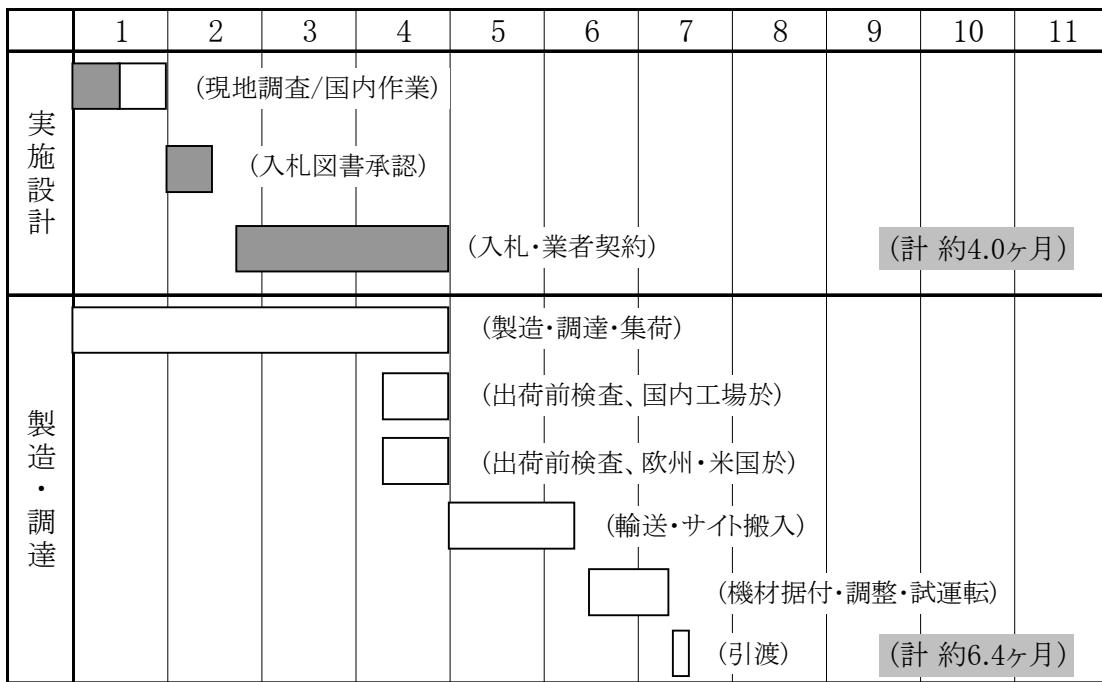 1 2 3 4 5 6 7 8 9 10 11
実施設計
(現地調査/国内作業)
(入札図書承認)
(入札・業者契約)
(計 約4.0ヶ月)
製造・調達
(製造・調達・集荷)
(出荷前検査、国内工場於)
(出荷前検査、欧州・米国於)
(輸送・サイト搬入)
(機材据付・調整・試運転)
(引渡)
(計 約6.4ヶ月)